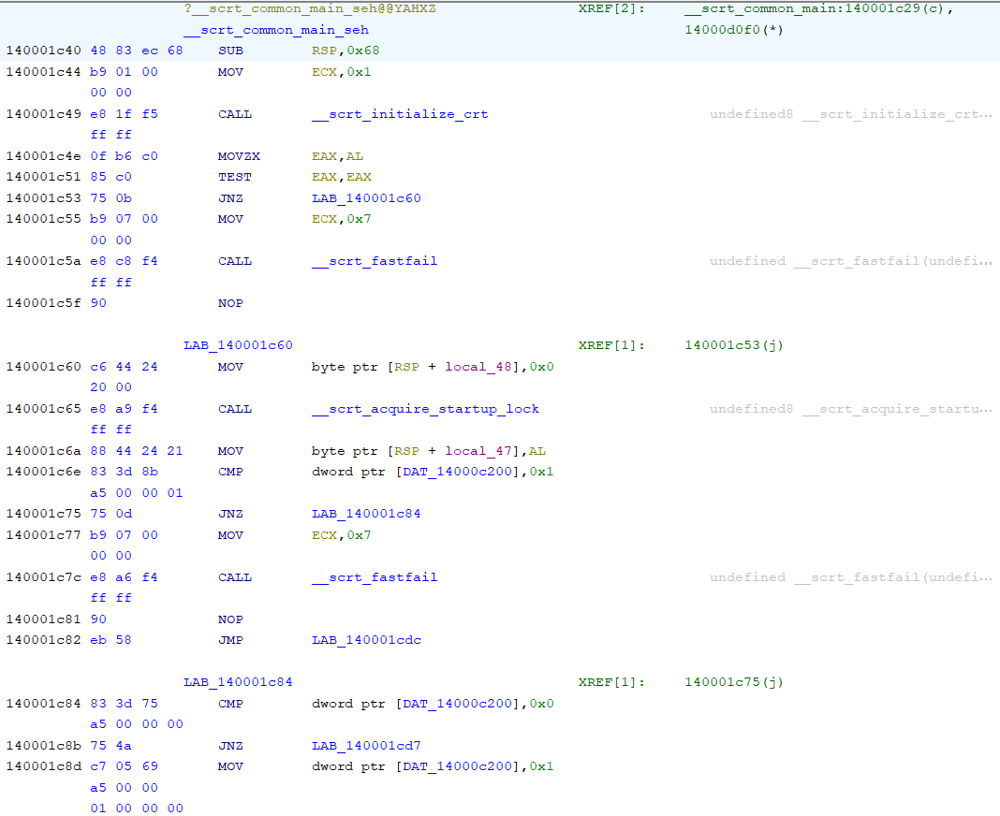 ?__scrt_common_main_seh@@YAHXZ XREF[2]: __scrt_common_main:140001c29(c),
__scrt_common_main_seh 14000d0f0(*)
140001c40 48 83 ec 68 SUB RSP,0x68
140001c44 b9 01 00 MOV ECX,0x1
00 00
140001c49 e8 1f f5 CALL __scrt_initialize_crt undefined8 __scrt_initialize_crt...
ff ff
140001c4e 0f b6 c0 MOVZX EAX,AL
140001c51 85 c0 TEST EAX,EAX
140001c53 75 0b JNZ LAB_140001c60
140001c55 b9 07 00 MOV ECX,0x7
00 00
140001c5a e8 c8 f4 CALL __scrt_fastfail undefined __scrt_fastfail(undefi...
ff ff
140001c5f 90 NOP
LAB_140001c60 XREF[1]: 140001c53(j)
140001c60 c6 44 24 MOV byte ptr [RSP + local_48],0x0
20 00
140001c65 e8 a9 f4 CALL __scrt_acquire_startup_lock undefined8 __scrt_acquire_startu...
ff ff
140001c6a 88 44 24 21 MOV byte ptr [RSP + local_47],AL
140001c6e 83 3d 8b CMP dword ptr [DAT_14000c200],0x1
a5 00 00 01
140001c75 75 0d JNZ LAB_140001c84
140001c77 b9 07 00 MOV ECX,0x7
00 00
140001c7c e8 a6 f4 CALL __scrt_fastfail undefined __scrt_fastfail(undefi...
ff ff
140001c81 90 NOP
140001c82 eb 58 JMP LAB_140001cdc
LAB_140001c84 XREF[1]: 140001c75(j)
140001c84 83 3d 75 CMP dword ptr [DAT_14000c200],0x0
a5 00 00 00
140001c8b 75 4a JNZ LAB_140001cd7
140001c8d c7 05 69 MOV dword ptr [DAT_14000c200],0x1
a5 00 00
01 00 00 00